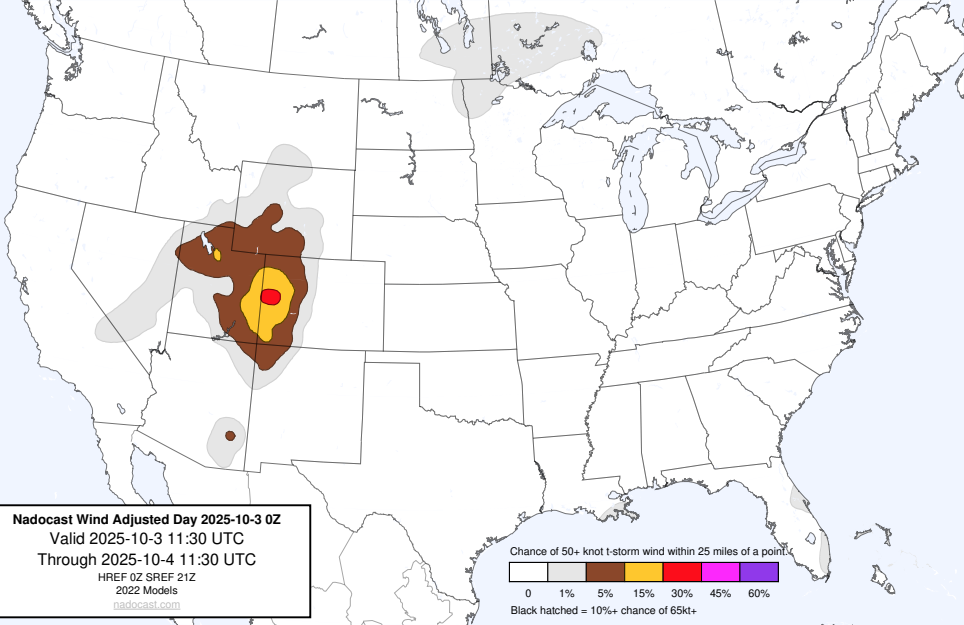 Nadocast Wind Adjusted Day 2025-10-3 0Z
Valid 2025-10-3 11:30 UTC
Through 2025-10-4 11:30 UTC
HREF 0Z SREF 21Z
2022 Models
nadocast.com
Chance of 50+ knot t-storm wind within 25 miles of a point.
0 1% 5% 15% 30% 45% 60%
Black hatched = 10%+ chance of 65kt+